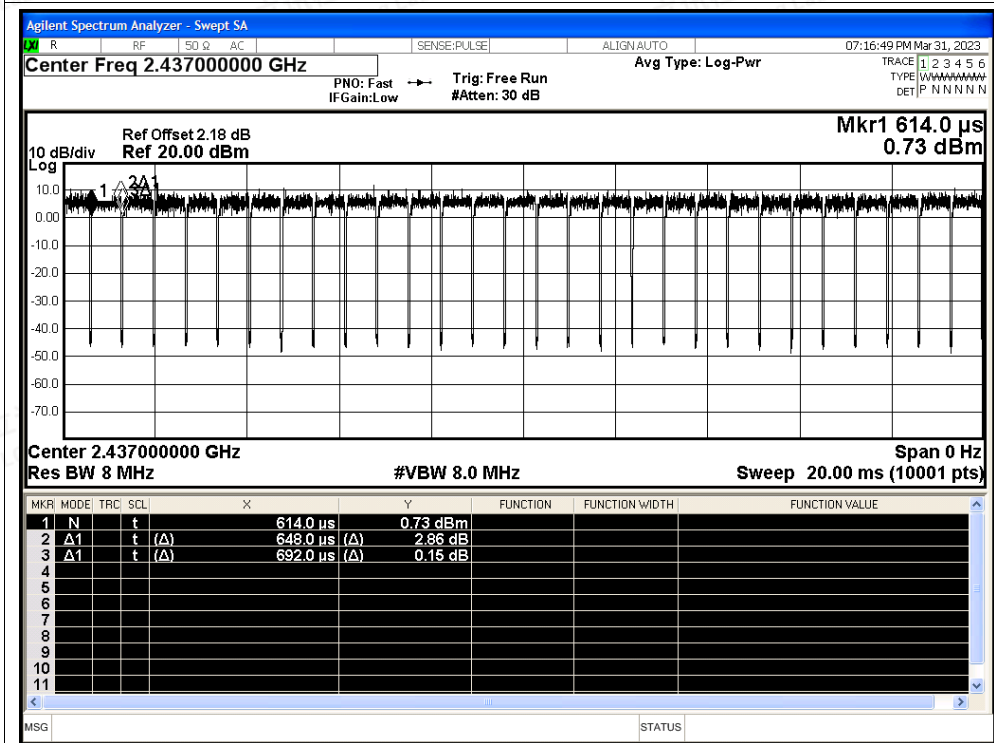 Agilent Spectrum Analyzer - Swept SA
LXI R RF 50 Ω AC SENSE:PULSE ALIGN AUTO 07:16:49 PM Mar 31, 2023
Center Freq 2.437000000 GHz Avg Type: Log-Pwr TRACE 1 2 3 4 5 6
PNO: Fast Trig: Free Run TYPE WWWWWW
IFGain:Low #Atten: 30 dB DET P N N N N N
Mkr1 614.0 µs
Ref Offset 2.18 dB
10 dB/div Ref 20.00 dBm 0.73 dBm
Log
1 2Δ1
10.0
0.00
-10.0
-20.0
-30.0
-40.0
-50.0
-60.0
-70.0
Center 2.437000000 GHz Span 0 Hz
Res BW 8 MHz #VBW 8.0 MHz Sweep 20.00 ms (10001 pts)
MKR MODE TRC SCL X Y FUNCTION FUNCTION WIDTH FUNCTION VALUE
1 N t 614.0 µs 0.73 dBm
2 Δ1 t (Δ) 648.0 µs (Δ) 2.86 dB
3 Δ1 t (Δ) 692.0 µs (Δ) 0.15 dB
4
5
6
7
8
9
10
11
MSG STATUS